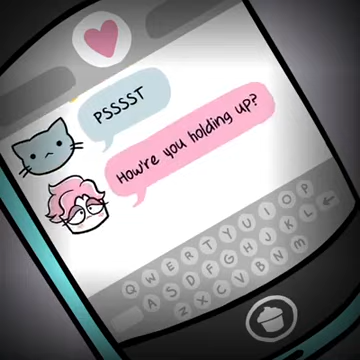 PSSSST
How're you holding up?
Q W E R T Y U I O P
A S D F G H J K L
Z X C V B N M